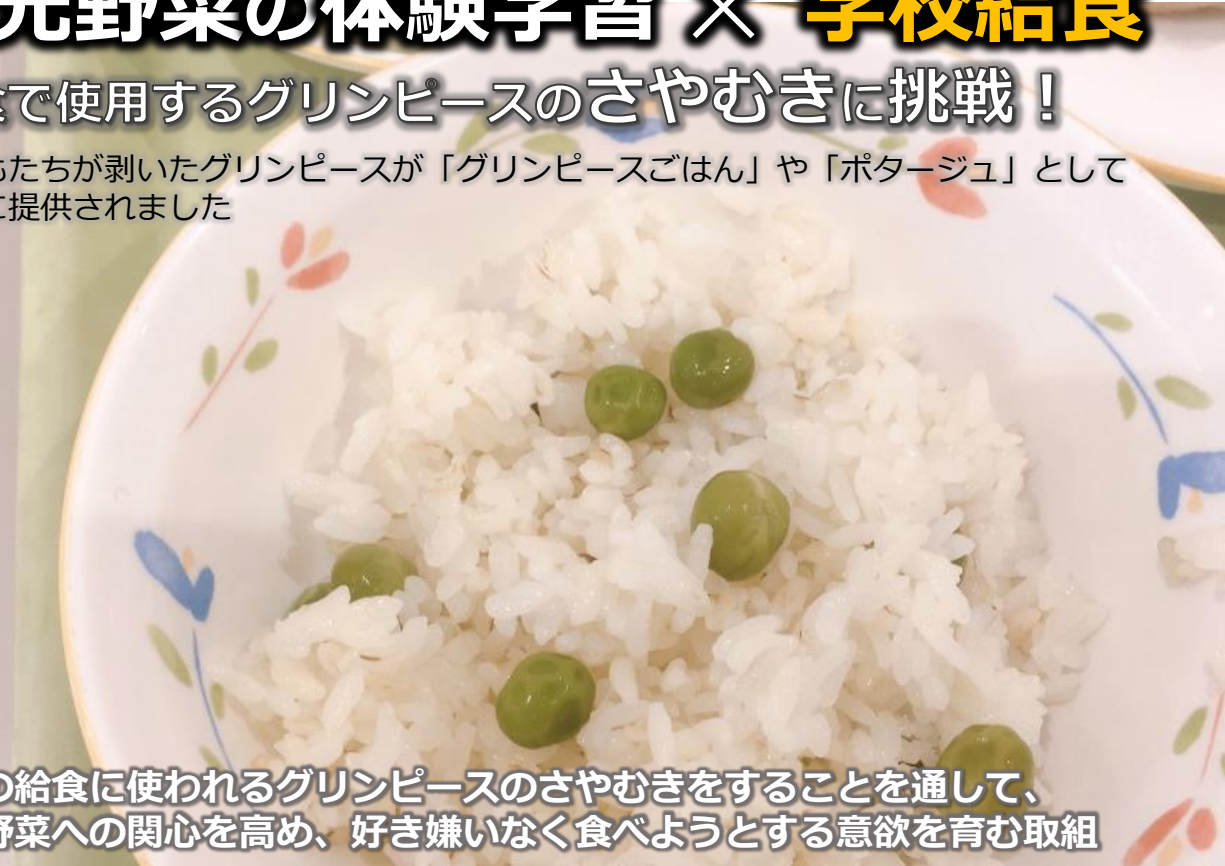 元野菜の体験学習 × 学校給食
食で使用するグリンピースのさやむきに挑戦！
もたちが剥いたグリンピースが「グリンピースごはん」や「ポタージュ」として
に提供されました
の給食に使われるグリンピースのさやむきをすることを通して、
野菜への関心を高め、好き嫌いなく食べようとする意欲を育む取組